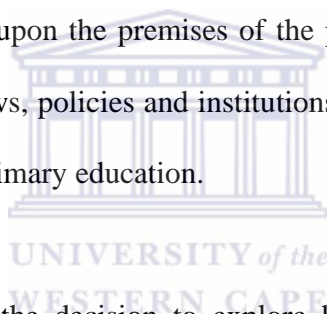 upon the premises of the p
ws, policies and institutions
imary education.
UNIVERSITY of the
the decision to explore
WESTERN CAPE